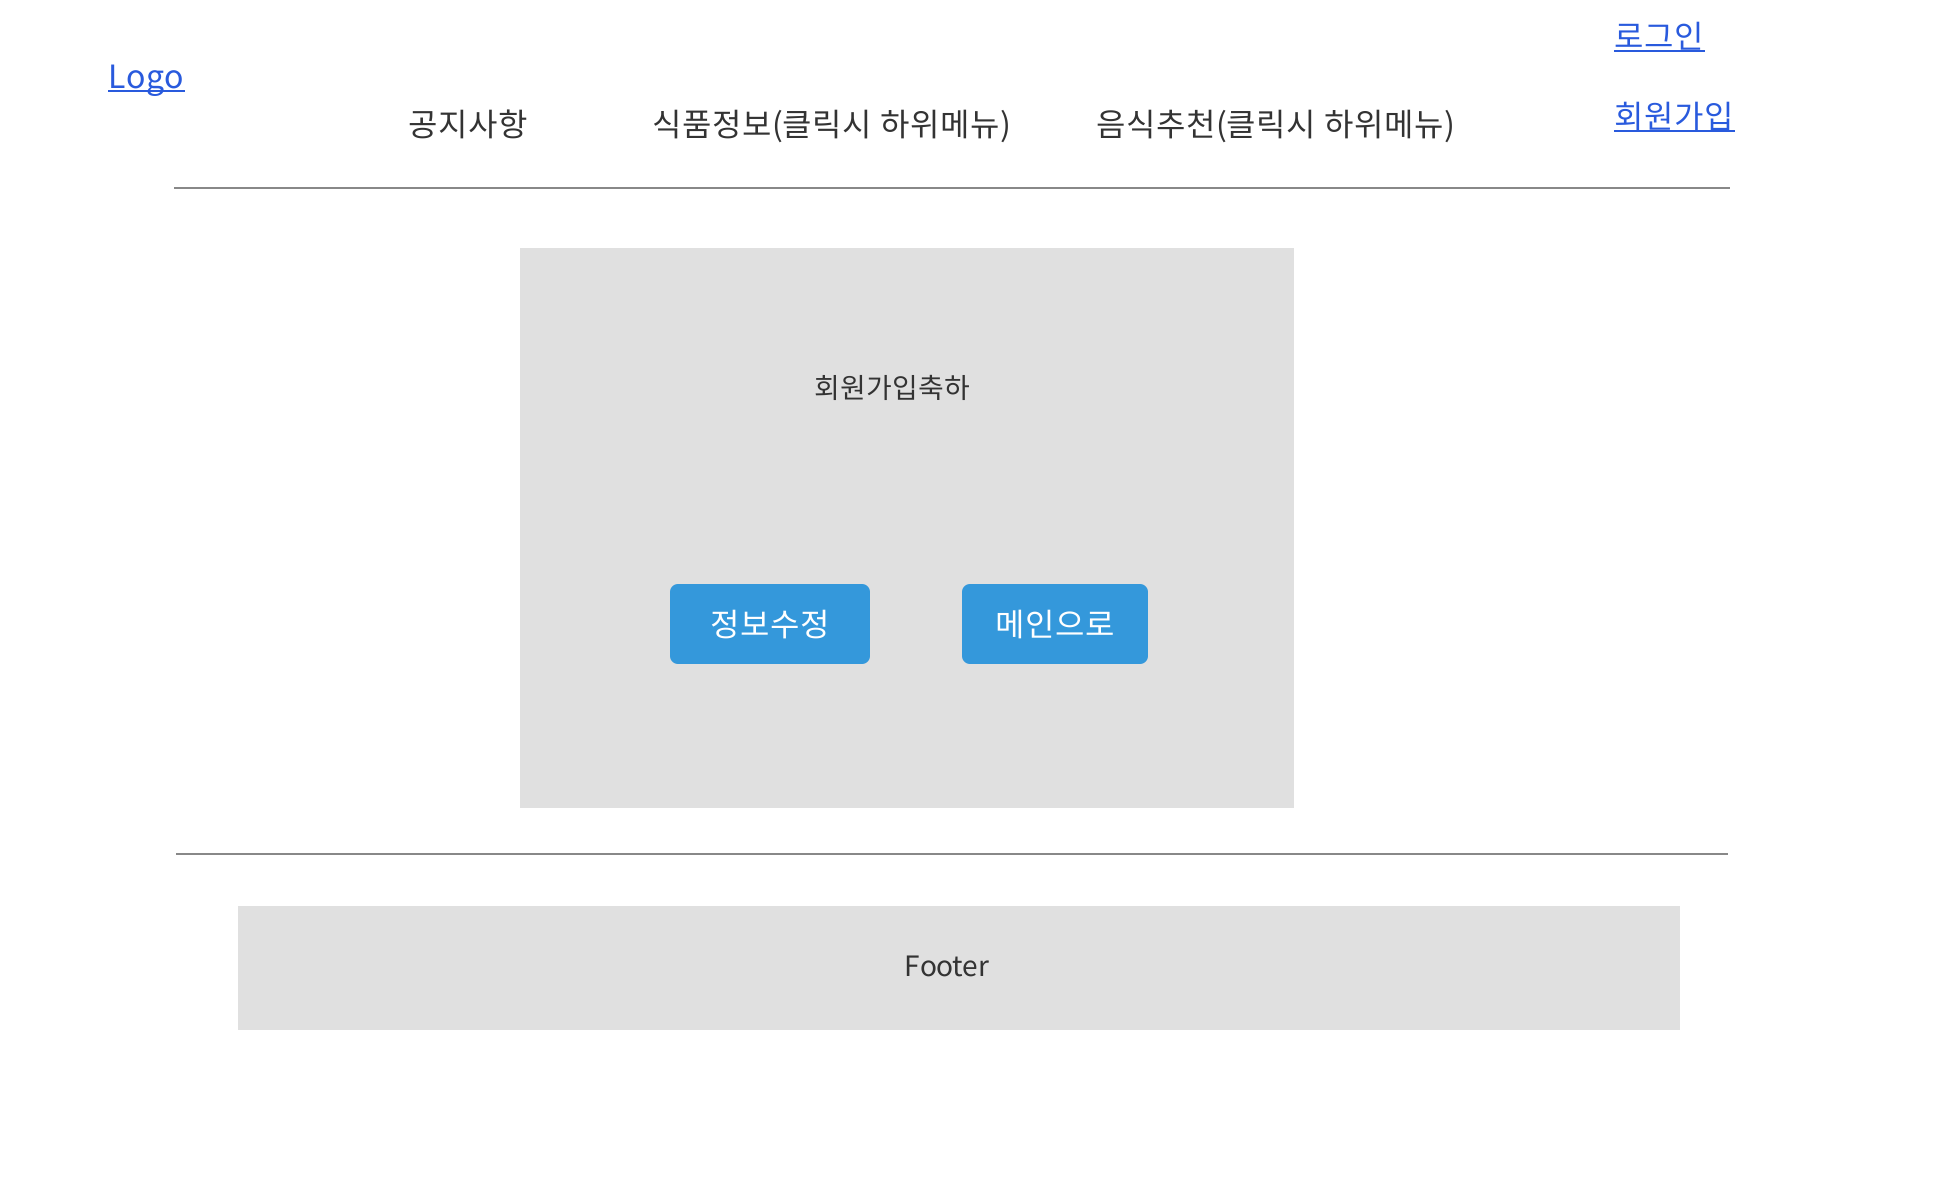 로그인
Logo
회원가입
공지사항
식품정보(클릭시 하위메뉴)
음식추천(클릭시 하위메뉴)
회원가입축하
정보수정
메인으로
Footer